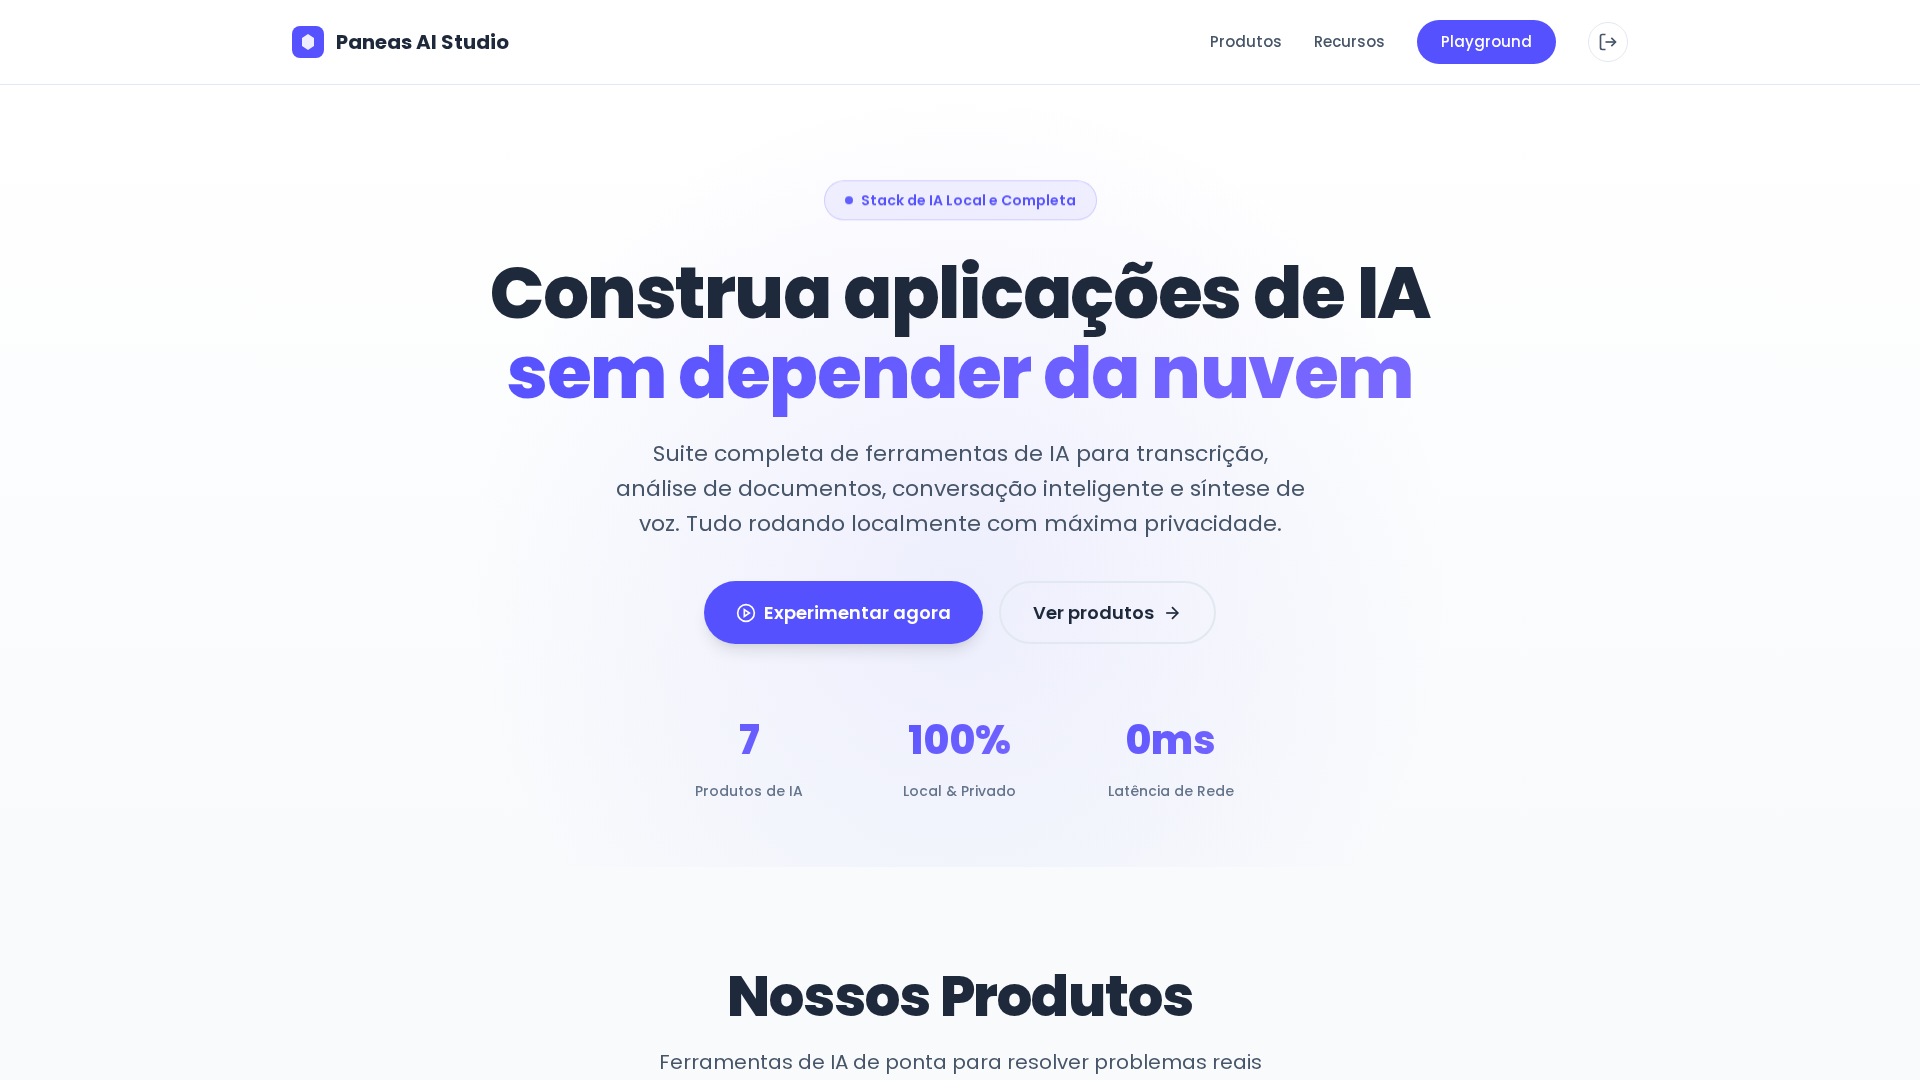 Paneas AI Studio
Produtos
Recursos
Playground
Stack de IA Local e Completa
Construa aplicações de IA
sem depender da nuvem
Suite completa de ferramentas de IA para transcrição,
análise de documentos, conversação inteligente e síntese de
voz. Tudo rodando localmente com máxima privacidade.
Experimentar agora
Ver produtos
7
Produtos de IA
100%
Local & Privado
0ms
Latência de Rede
Nossos Produtos
Ferramentas de IA de ponta para resolver problemas reais